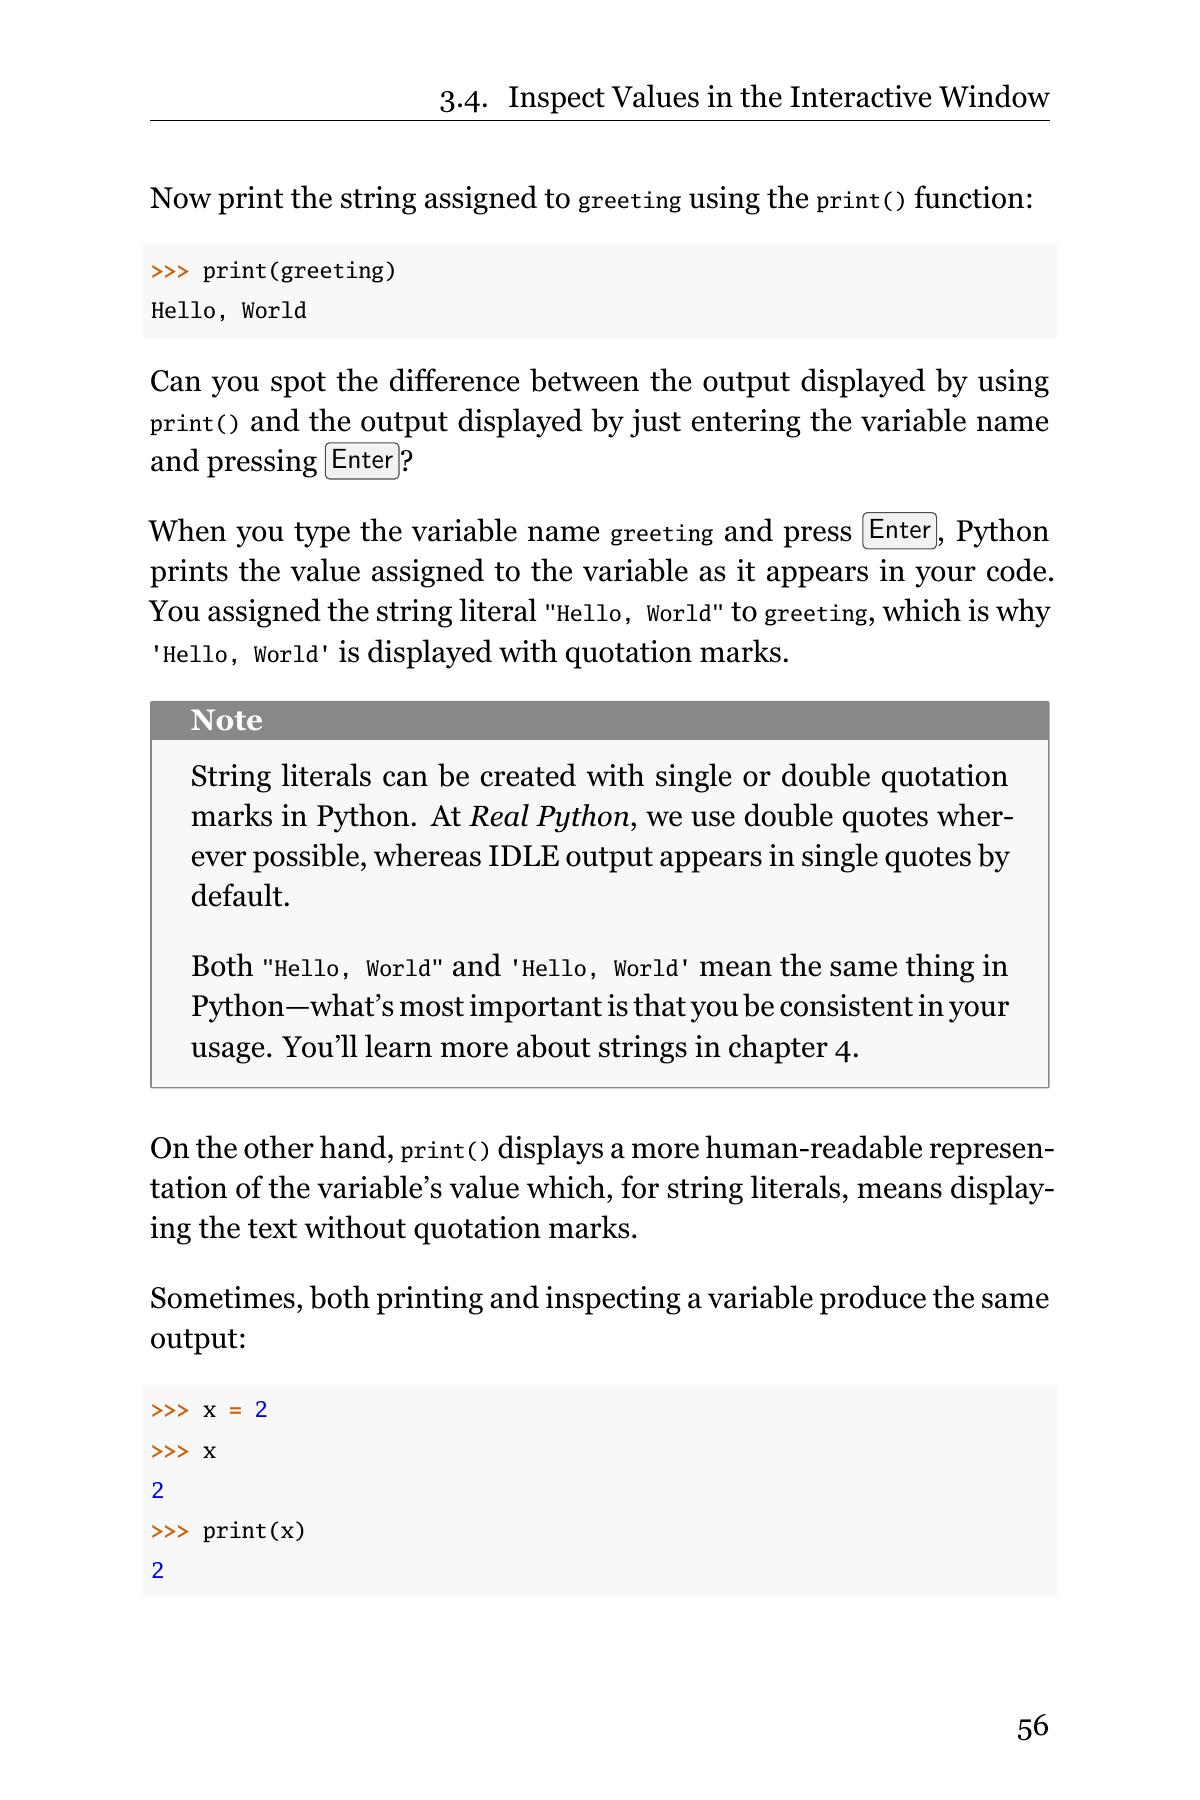 3.4. Inspect Values in the Interactive Window
Now print the string assigned to greeting using the print() function:
>>> print(greeting)
Hello, World
Can you spot the difference between the output displayed by using
print() and the output displayed by just entering the variable name
and pressing Enter?
When you type the variable name greeting and press Enter, Python
prints the value assigned to the variable as it appears in your code.
You assigned the string literal "Hello, World" to greeting, which is why
'Hello, World' is displayed with quotation marks.
Note
String literals can be created with single or double quotation
marks in Python. At Real Python, we use double quotes wher-
ever possible, whereas IDLE output appears in single quotes by
default.
Both "Hello, World" and 'Hello, World' mean the same thing in
Python—what’s most important is that you be consistent in your
usage. You’ll learn more about strings in chapter 4.
On the other hand, print() displays a more human-readable represen-
tation of the variable’s value which, for string literals, means display-
ing the text without quotation marks.
Sometimes, both printing and inspecting a variable produce the same
output:
>>> x = 2
>>> x
2
>>> print(x)
2
56